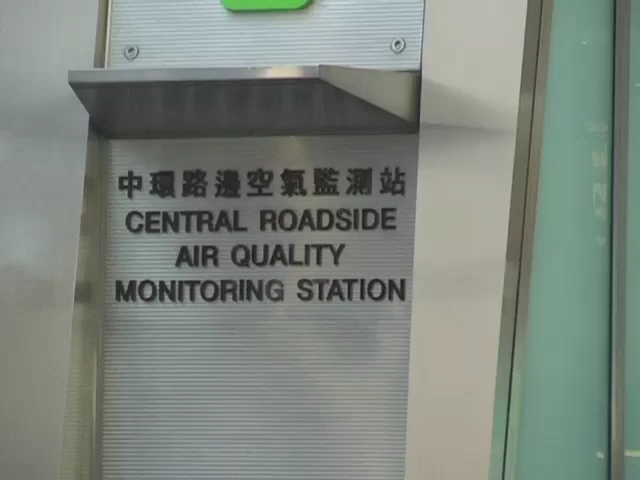 中環路邊空氣監測站
CENTRAL ROADSIDE
AIR QUALITY
MONITORING STATION